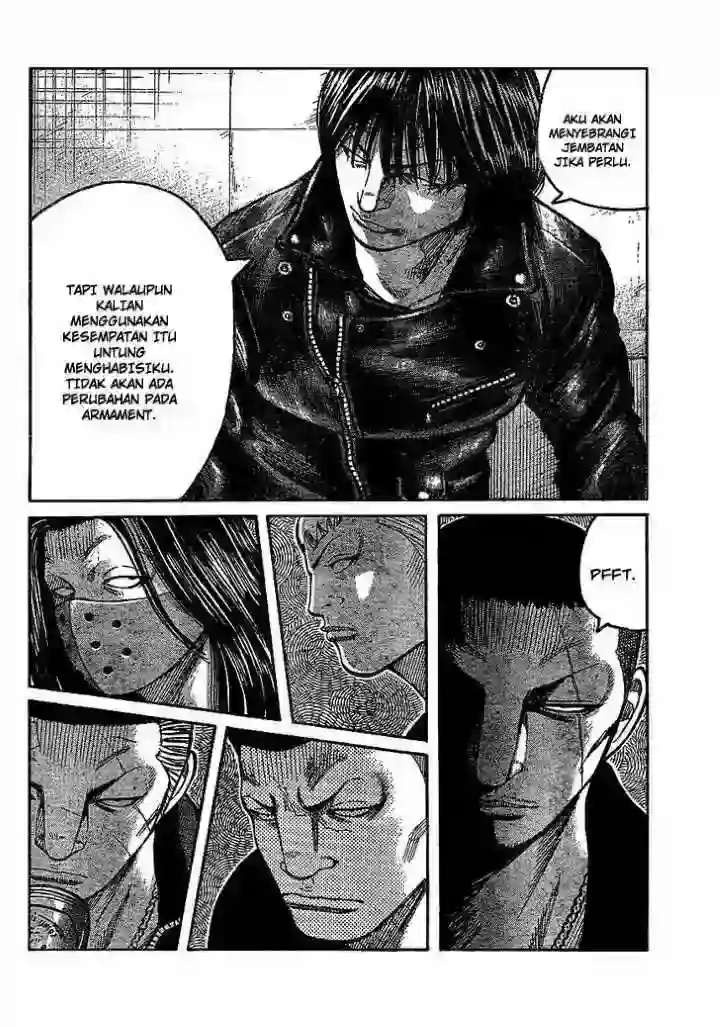 AKU AKAN
MENYEBRANGI
JEMBATAN
JIKA PERLU.
TAPI WALAUPUN
KALIAN
MENGGUNAKAN
KESEMPATAN ITU
UNTUNG
MENGHABISIKU.
TIDAK AKAN ADA
PERUBAHAN PADA
ARMAMENT.
PFFT.